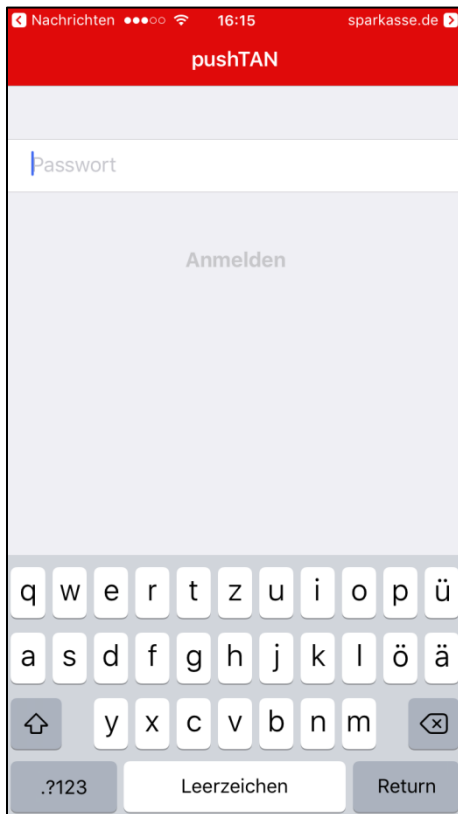 Nachrichten 16:15 sparkasse.de
pushTAN
Passwort
Anmelden
q w e r t z u i o p ü
a s d f g h j k l ö ä
y x c v b n m
.?123 Leerzeichen Return